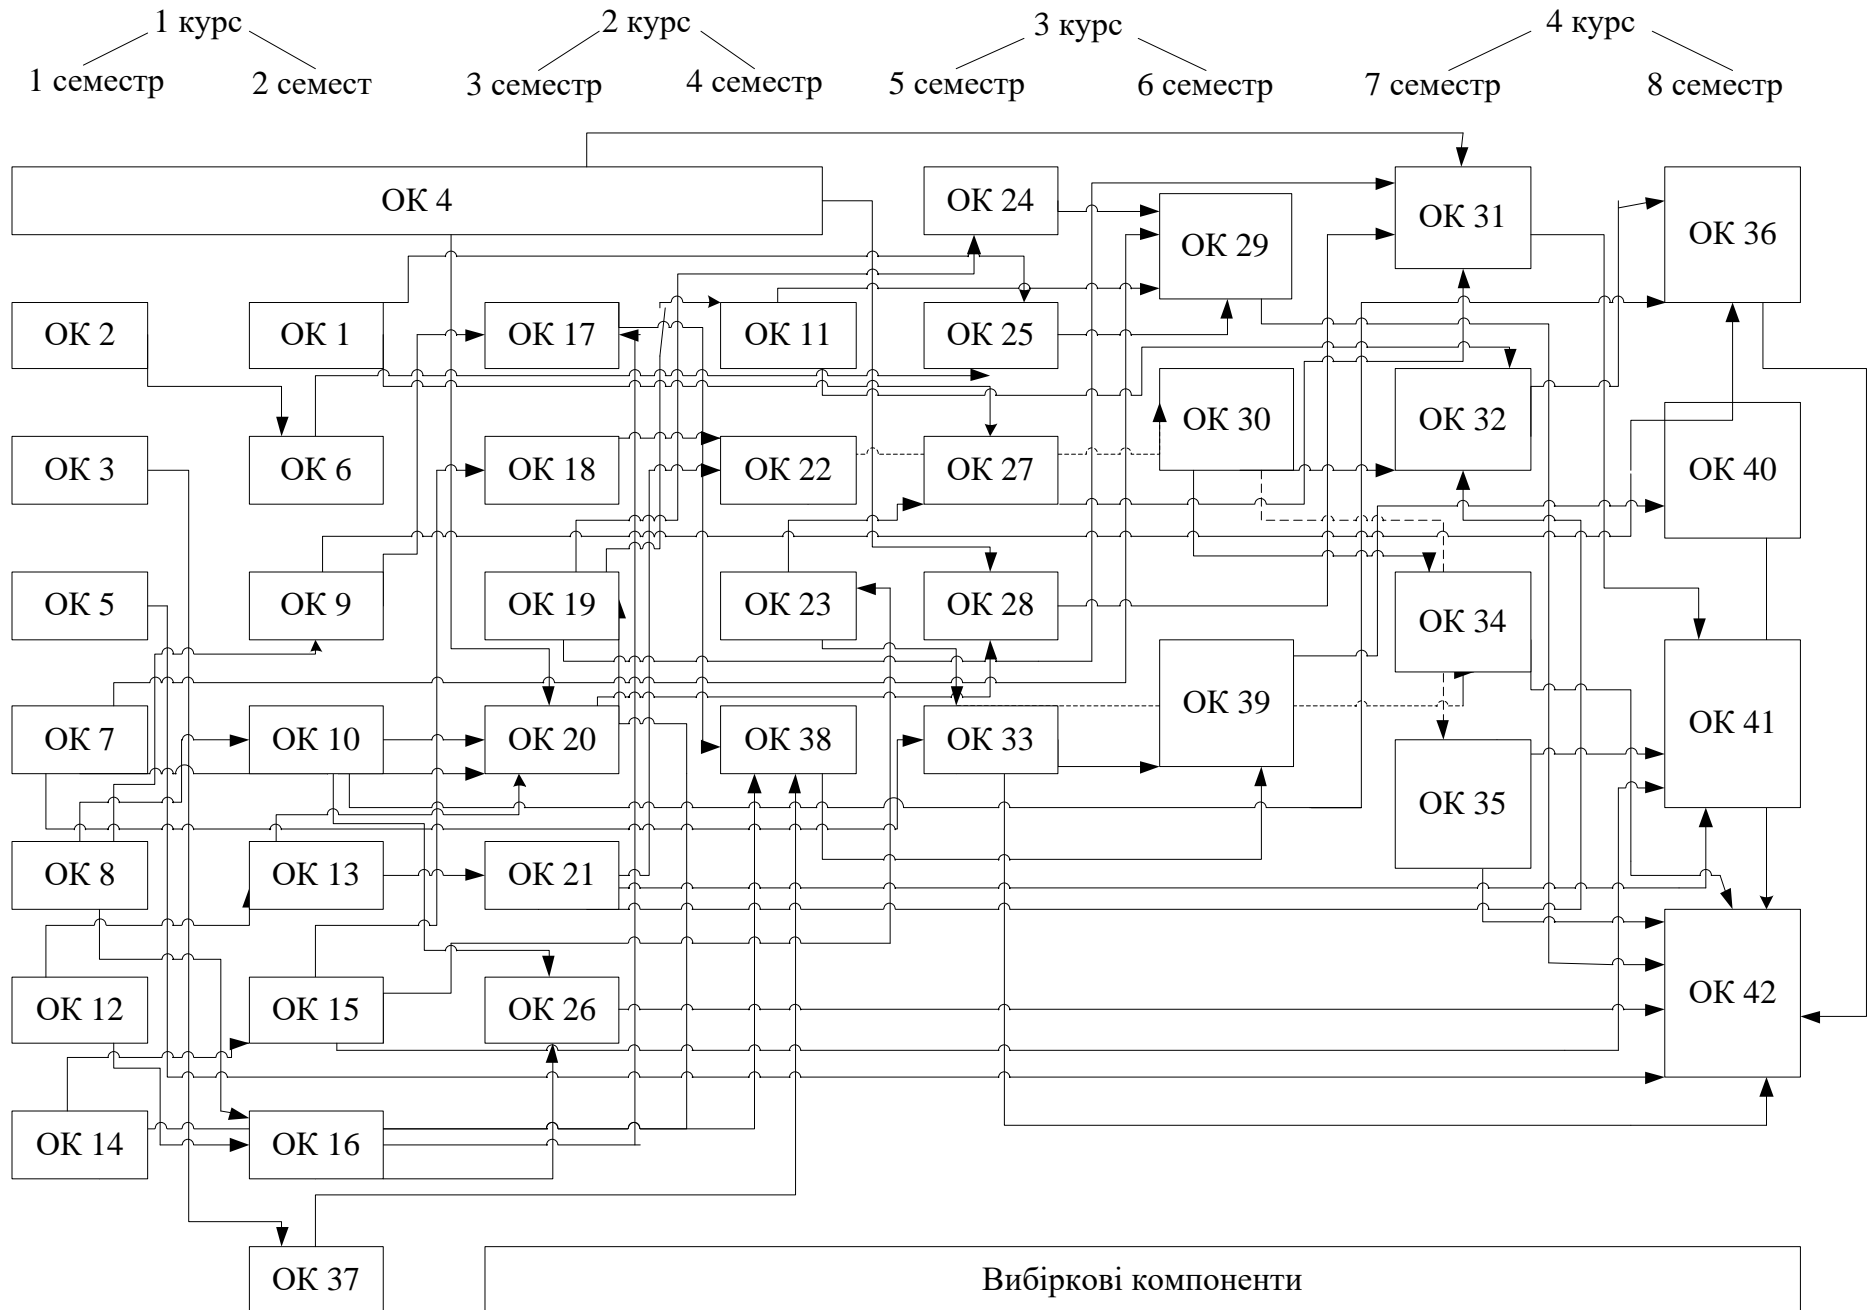 1 курс
2 курс
3 курс
4 курс
1 семестр
2 семест
3 семестр
4 семестр
5 семестр
6 семестр
7 семестр
8 семестр
ОК 4
ОК 24
ОК 29
ОК 31
ОК 36
ОК 2
ОК 1
ОК 17
ОК 11
ОК 25
ОК 30
ОК 32
ОК 3
ОК 6
ОК 18
ОК 22
ОК 27
ОК 40
ОК 5
ОК 9
ОК 19
ОК 23
ОК 28
ОК 34
ОК 7
ОК 10
ОК 20
ОК 38
ОК 33
ОК 39
ОК 41
ОК 35
ОК 8
ОК 13
ОК 21
ОК 12
ОК 15
ОК 26
ОК 42
ОК 14
ОК 16
ОК 37
Вибіркові компоненти